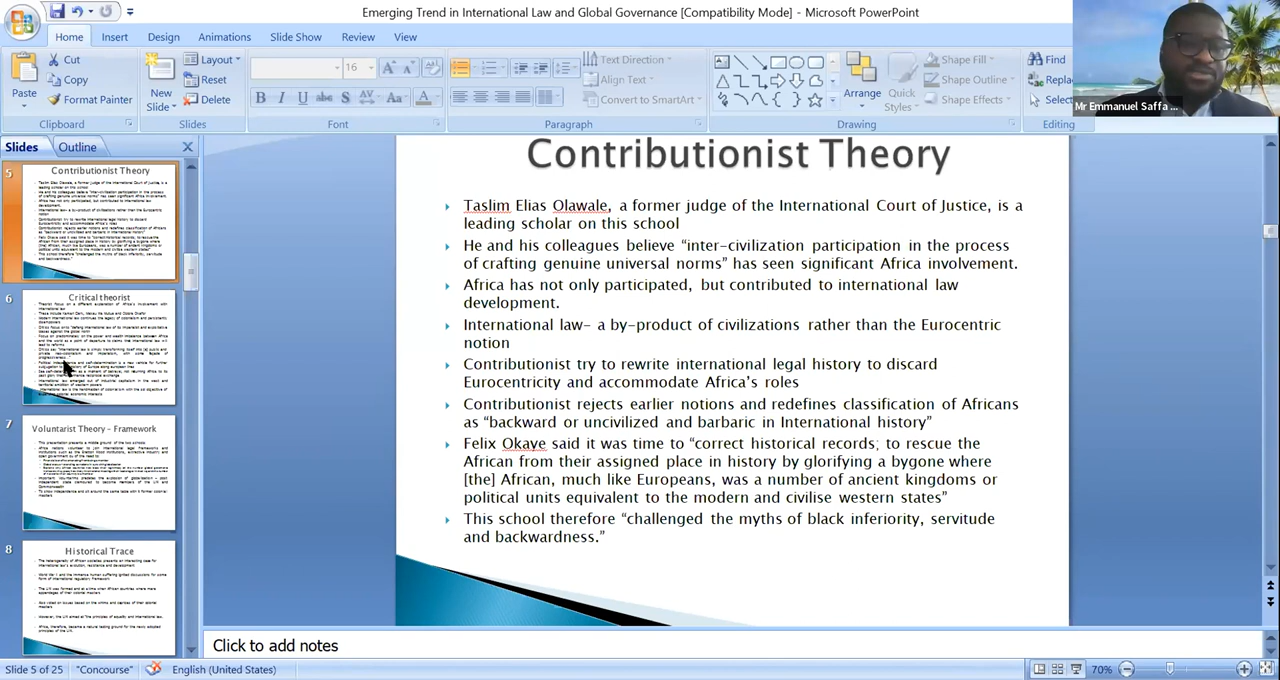 Emerging Trend in International Law and Global Governance [Compatibility Mode] - Microsoft PowerPoint
Home Insert Design Animations Slide Show Review View
Paste
Cut
Copy
Format Painter
Clipboard
New Slide
Layout
Reset
Delete
Slides
16
Font
Paragraph
Text Direction
Align Text
Convert to SmartArt
Arrange
Quick Styles
Shape Fill
Shape Outline
Shape Effects
Drawing
Find
Repla
Select
Editing
Mr Emmanuel Saffa ...
Slides Outline
5
Contributionist Theory
6
Critical theorist
7
Voluntarist Theory - Framework
8
Historical Trace
Contributionist Theory
Taslim Elias Olawale, a former judge of the International Court of Justice, is a
leading scholar on this school
He and his colleagues believe “inter-civilization participation in the process
of crafting genuine universal norms” has seen significant Africa involvement.
Africa has not only participated, but contributed to international law
development.
International law- a by-product of civilisations rather than the Eurocentric
notion
Contributionist try to rewrite international legal history to discard
Eurocentricity and accommodate Africa's roles
Contributionist rejects earlier notions and redefines classification of Africans
as “backward or uncivilized and barbaric in International history”
said it was time to “correct historical records, to rescue the
African from their assigned place in history by glorifying a bygone where
[the] African, much like Europeans, was a number of ancient kingdoms or
political units equivalent to the modern and civilise western states”
This school therefore “challenged the myths of black inferiority, servitude
and backwardness.”
Click to add notes
Slide 5 of 25 "Concourse" English (United States) 70%